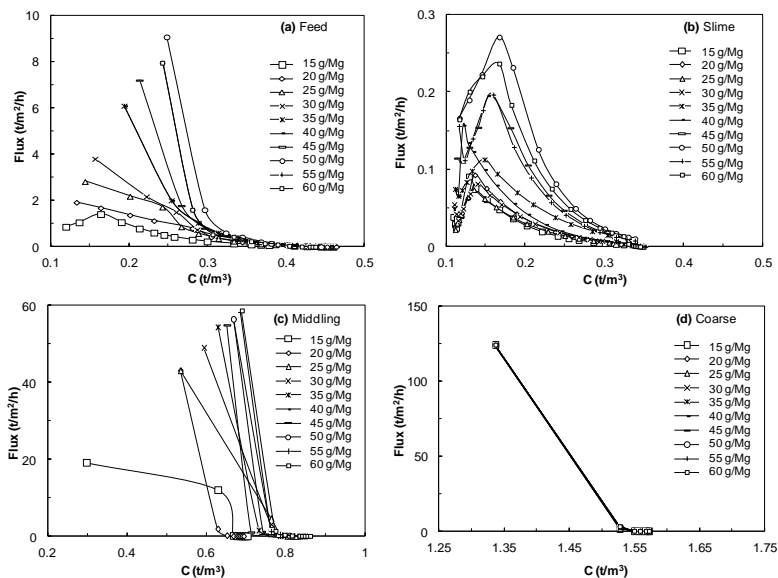 (a) Feed
Flux (t/m²/h)
10
8
6
4
2
0
0.1
0.2
0.3
0.4
0.5
C (t/m³)
15 g/Mg
20 g/Mg
25 g/Mg
30 g/Mg
35 g/Mg
40 g/Mg
45 g/Mg
50 g/Mg
55 g/Mg
60 g/Mg
(b) Slime
Flux (t/m²/h)
0.3
0.2
0.1
0
0.1
0.2
0.3
0.4
0.5
C (t/m³)
15 g/Mg
20 g/Mg
25 g/Mg
30 g/Mg
35 g/Mg
40 g/Mg
45 g/Mg
50 g/Mg
55 g/Mg
60 g/Mg
(c) Middling
Flux (t/m²/h)
60
40
20
0
0.2
0.4
0.6
0.8
1
C (t/m³)
15 g/Mg
20 g/Mg
25 g/Mg
30 g/Mg
35 g/Mg
40 g/Mg
45 g/Mg
50 g/Mg
55 g/Mg
60 g/Mg
(d) Coarse
Flux (t/m²/h)
150
125
100
75
50
25
0
1.25
1.35
1.45
1.55
1.65
1.75
C (t/m³)
15 g/Mg
20 g/Mg
25 g/Mg
30 g/Mg
35 g/Mg
40 g/Mg
45 g/Mg
50 g/Mg
55 g/Mg
60 g/Mg